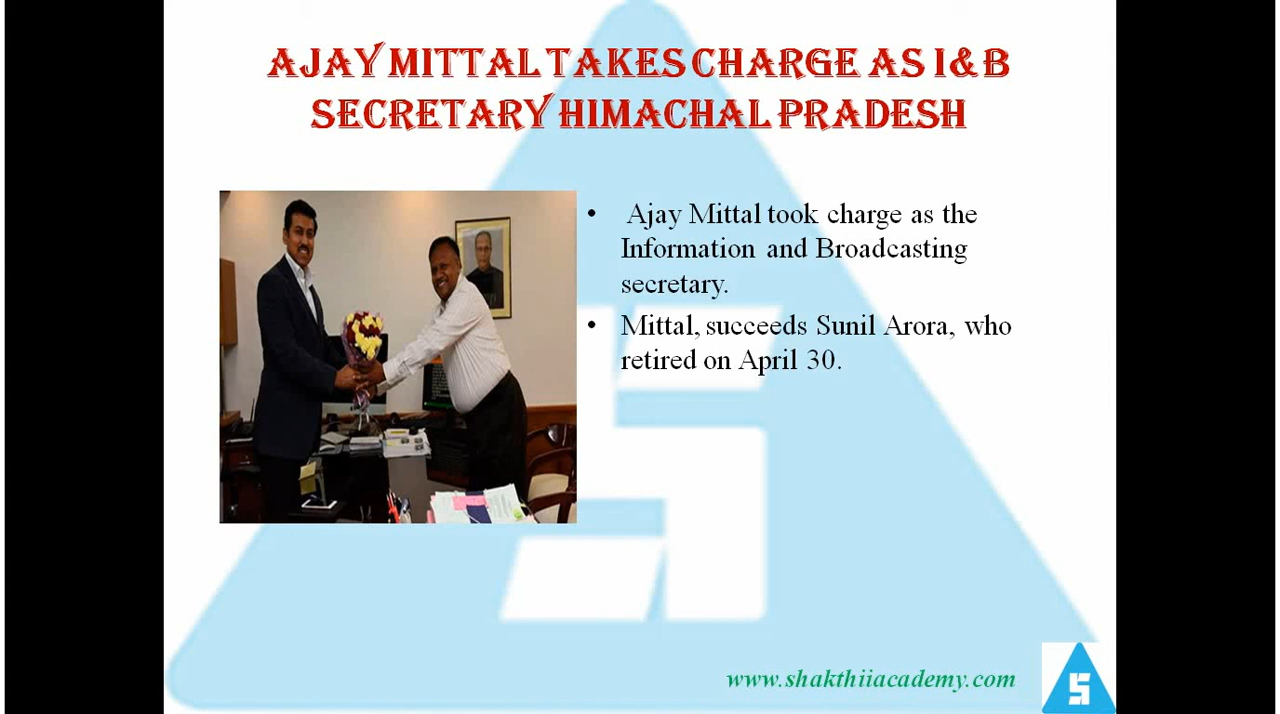 AJAY MITTAL TAKES CHARGE AS I & B
SECRETARY HIMACHAL PRADESH
• Ajay Mittal took charge as the
Information and Broadcasting
secretary.
• Mittal, succeeds Sunil Arora, who
retired on April 30.
www.shakthiiacademy.com
S